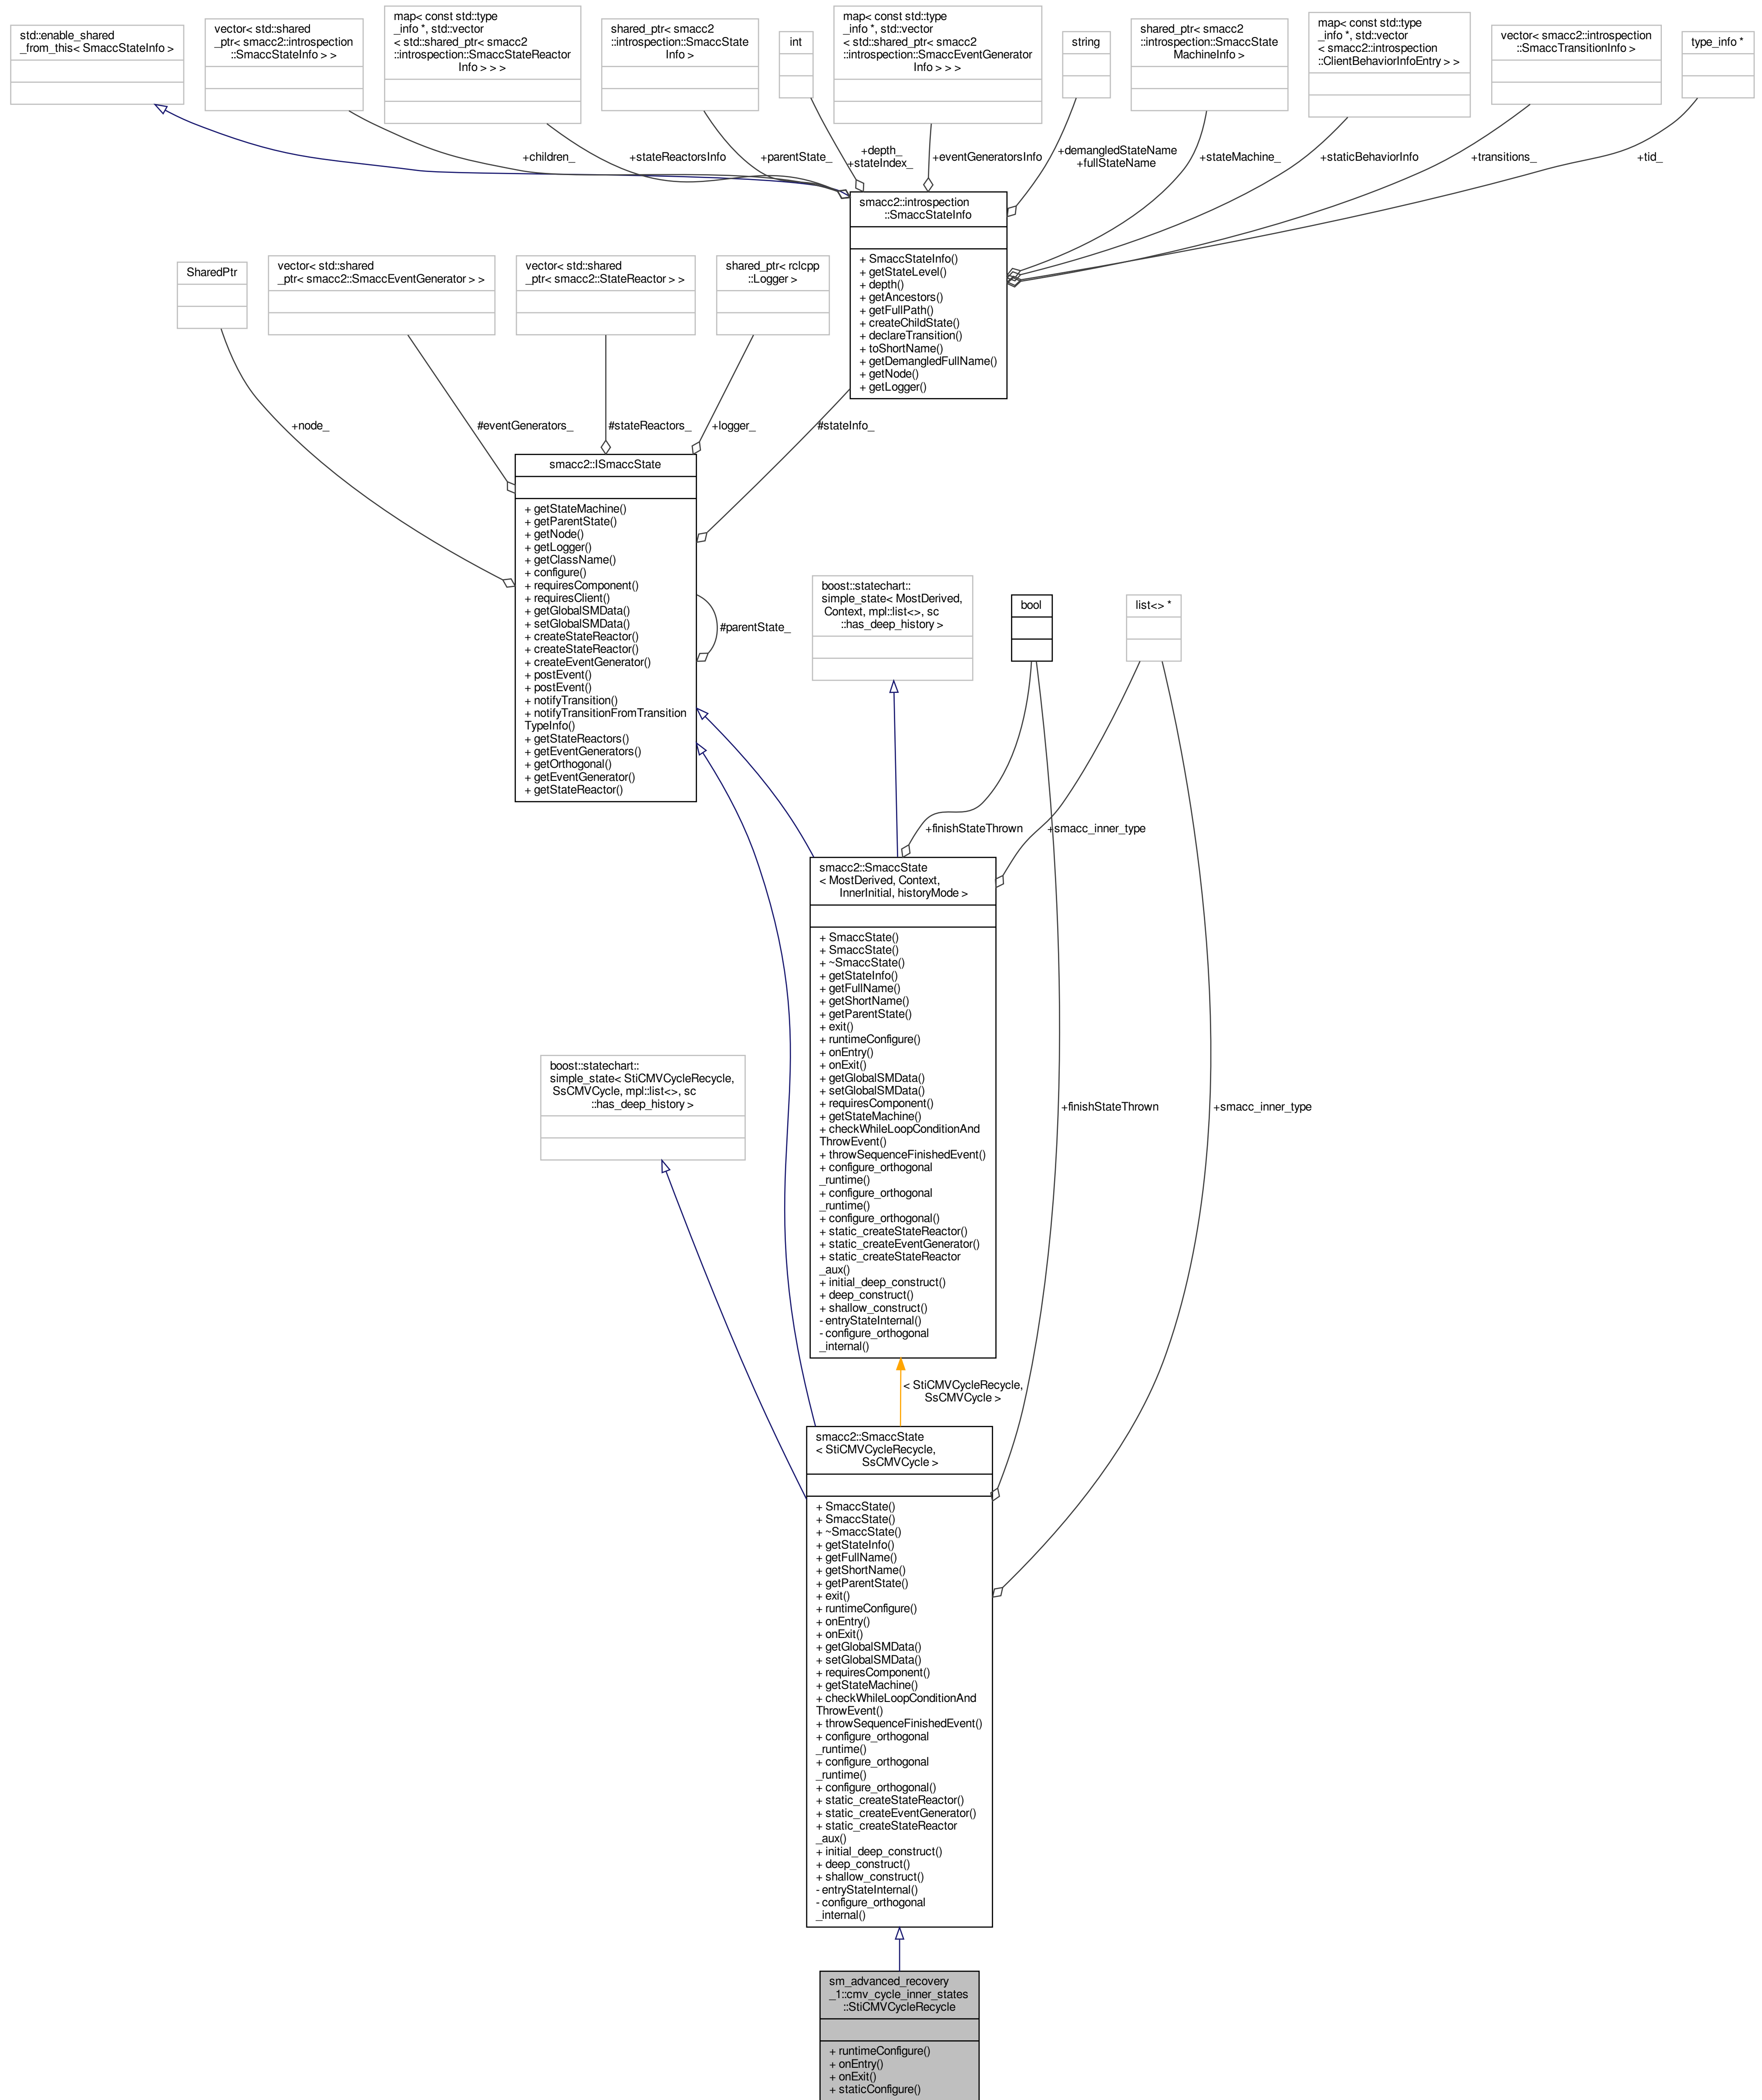 std::enable_shared
_from_this< SmaccStateInfo >
vector< std::shared
_ptr< smacc2::introspection
::SmaccStateInfo > >
map< const std::type
_info *, std::vector
< std::shared_ptr< smacc2
::introspection::SmaccStateReactor
Info > > >
shared_ptr< smacc2
::introspection::SmaccState
Info >
int
map< const std::type
_info *, std::vector
< std::shared_ptr< smacc2
::introspection::SmaccEventGenerator
Info > > >
string
shared_ptr< smacc2
::introspection::SmaccState
MachineInfo >
map< const std::type
_info *, std::vector
< smacc2::introspection
::ClientBehaviorInfoEntry > >
vector< smacc2::introspection
::SmaccTransitionInfo >
type_info *
+children_
+stateReactorsInfo
+parentState_
+depth_
+stateIndex_
+eventGeneratorsInfo
+demangledStateName
+fullStateName
+stateMachine_
+staticBehaviorInfo
+transitions_
+tid_
smacc2::introspection
::SmaccStateInfo
+ SmaccStateInfo()
+ getStateLevel()
+ depth()
+ getAncestors()
+ getFullPath()
+ createChildState()
+ declareTransition()
+ toShortName()
+ getDemangledFullName()
+ getNode()
+ getLogger()
SharedPtr
vector< std::shared
_ptr< smacc2::SmaccEventGenerator > >
vector< std::shared
_ptr< smacc2::StateReactor > >
shared_ptr< rclcpp
::Logger >
+node_
#eventGenerators_
#stateReactors_
+logger_
#stateInfo_
smacc2::ISmaccState
+ getStateMachine()
+ getParentState()
+ getNode()
+ getLogger()
+ getClassName()
+ configure()
+ requiresComponent()
+ requiresClient()
+ getGlobalSMData()
+ setGlobalSMData()
+ createStateReactor()
+ createStateReactor()
+ createEventGenerator()
+ postEvent()
+ postEvent()
+ notifyTransition()
+ notifyTransitionFromTransition
TypeInfo()
+ getStateReactors()
+ getEventGenerators()
+ getOrthogonal()
+ getEventGenerator()
+ getStateReactor()
#parentState_
boost::statechart::
simple_state< MostDerived,
Context, mpl::list<>, sc
::has_deep_history >
bool
list<> *
+finishStateThrown
+smacc_inner_type
smacc2::SmaccState
< MostDerived, Context,
InnerInitial, historyMode >
+ SmaccState()
+ SmaccState()
+ ~SmaccState()
+ getStateInfo()
+ getFullName()
+ getShortName()
+ getParentState()
+ exit()
+ runtimeConfigure()
+ onEntry()
+ onExit()
+ getGlobalSMData()
+ setGlobalSMData()
+ requiresComponent()
+ getStateMachine()
+ checkWhileLoopConditionAnd
ThrowEvent()
+ throwSequenceFinishedEvent()
+ configure_orthogonal
_runtime()
+ configure_orthogonal
_runtime()
+ configure_orthogonal()
+ static_createStateReactor()
+ static_createEventGenerator()
+ static_createStateReactor
_aux()
+ initial_deep_construct()
+ deep_construct()
+ shallow_construct()
- entryStateInternal()
- configure_orthogonal
_internal()
boost::statechart::
simple_state< StiCMVCycleRecycle,
SsCMVCycle, mpl::list<>, sc
::has_deep_history >
+finishStateThrown
+smacc_inner_type
< StiCMVCycleRecycle,
SsCMVCycle >
smacc2::SmaccState
< StiCMVCycleRecycle,
SsCMVCycle >
+ SmaccState()
+ SmaccState()
+ ~SmaccState()
+ getStateInfo()
+ getFullName()
+ getShortName()
+ getParentState()
+ exit()
+ runtimeConfigure()
+ onEntry()
+ onExit()
+ getGlobalSMData()
+ setGlobalSMData()
+ requiresComponent()
+ getStateMachine()
+ checkWhileLoopConditionAnd
ThrowEvent()
+ throwSequenceFinishedEvent()
+ configure_orthogonal
_runtime()
+ configure_orthogonal
_runtime()
+ configure_orthogonal()
+ static_createStateReactor()
+ static_createEventGenerator()
+ static_createStateReactor
_aux()
+ initial_deep_construct()
+ deep_construct()
+ shallow_construct()
- entryStateInternal()
- configure_orthogonal
_internal()
sm_advanced_recovery
_1::cmv_cycle_inner_states
::StiCMVCycleRecycle
+ runtimeConfigure()
+ onEntry()
+ onExit()
+ staticConfigure()